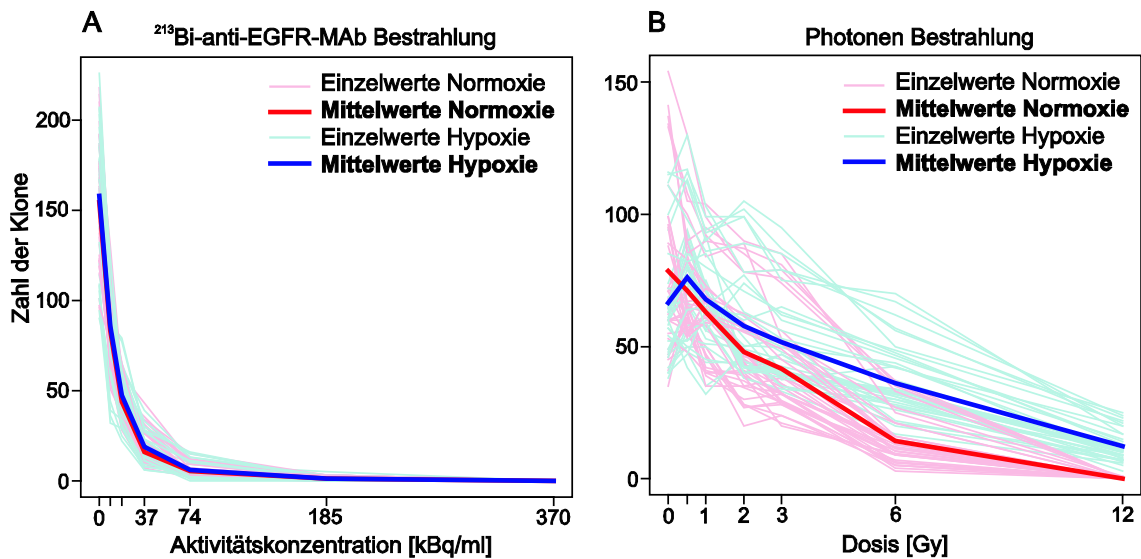 A
²¹³Bi-anti-EGFR-MAb Bestrahlung
Einzelwerte Normoxie
Mittelwerte Normoxie
Einzelwerte Hypoxie
Mittelwerte Hypoxie
Zahl der Klone
200
150
100
50
0
0 37 74 185 370
Aktivitätskonzentration [kBq/ml]
B
Photonen Bestrahlung
Einzelwerte Normoxie
Mittelwerte Normoxie
Einzelwerte Hypoxie
Mittelwerte Hypoxie
150
100
50
0
0 1 2 3 6 12
Dosis [Gy]